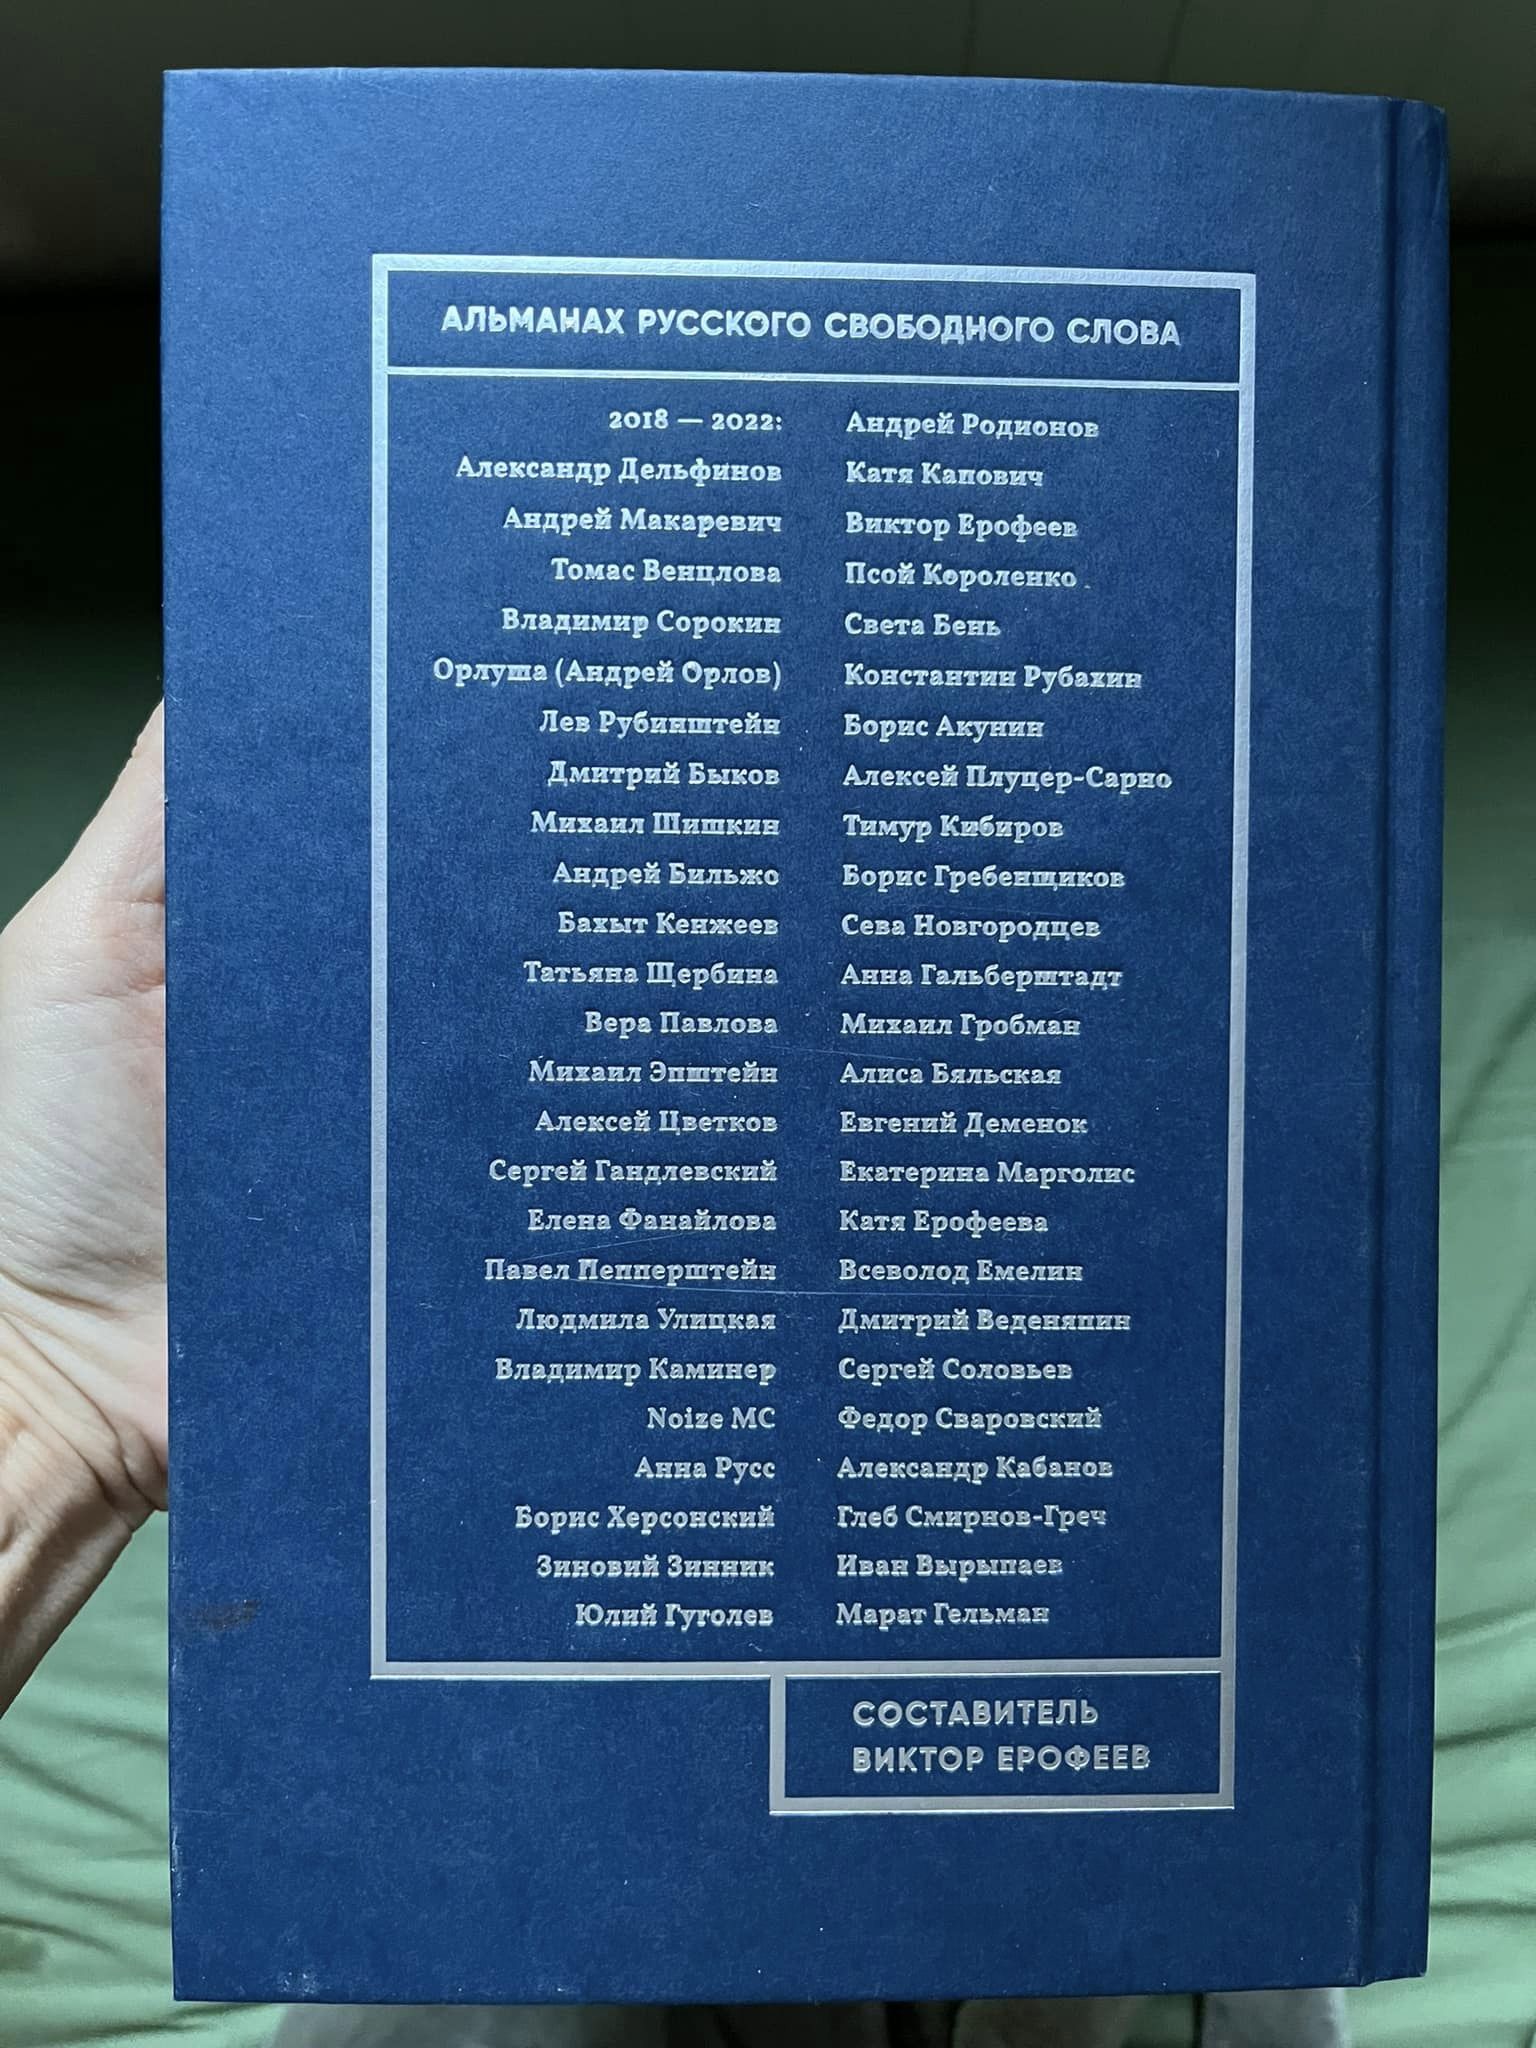 АЛЬМАНАХ РУССКОГО СВОБОДНОГО СЛОВА
2018 — 2022:
Александр Дельфинов
Андрей Макаревич
Томас Венцлова
Владимир Сорокин
Орлуша (Андрей Орлов)
Лев Рубинштейн
Дмитрий Быков
Михаил Шишкин
Андрей Бильжо
Бахыт Кенжеев
Татьяна Щербина
Вера Павлова
Михаил Эпштейн
Алексей Цветков
Сергей Гандлевский
Елена Фанайлова
Павел Пепперштейн
Людмила Улицкая
Владимир Каминер
Noize MC
Анна Русс
Борис Херсонский
Зиновий Зинник
Юлий Гуголев
Андрей Родионов
Катя Капович
Виктор Ерофеев
Псой Короленко
Света Бень
Константин Рубахин
Борис Акунин
Алексей Плуцер-Сарно
Тимур Кибиров
Борис Гребенщиков
Сева Новгородцев
Анна Гальберштадт
Михаил Гробман
Алиса Бяльская
Евгений Деменок
Екатерина Марголис
Катя Ерофеева
Всеволод Емелин
Дмитрий Веденяпин
Сергей Соловьев
Федор Сваровский
Александр Кабанов
Глеб Смирнов-Греч
Иван Вырыпаев
Марат Гельман
СОСТАВИТЕЛЬ
ВИКТОР ЕРОФЕЕВ